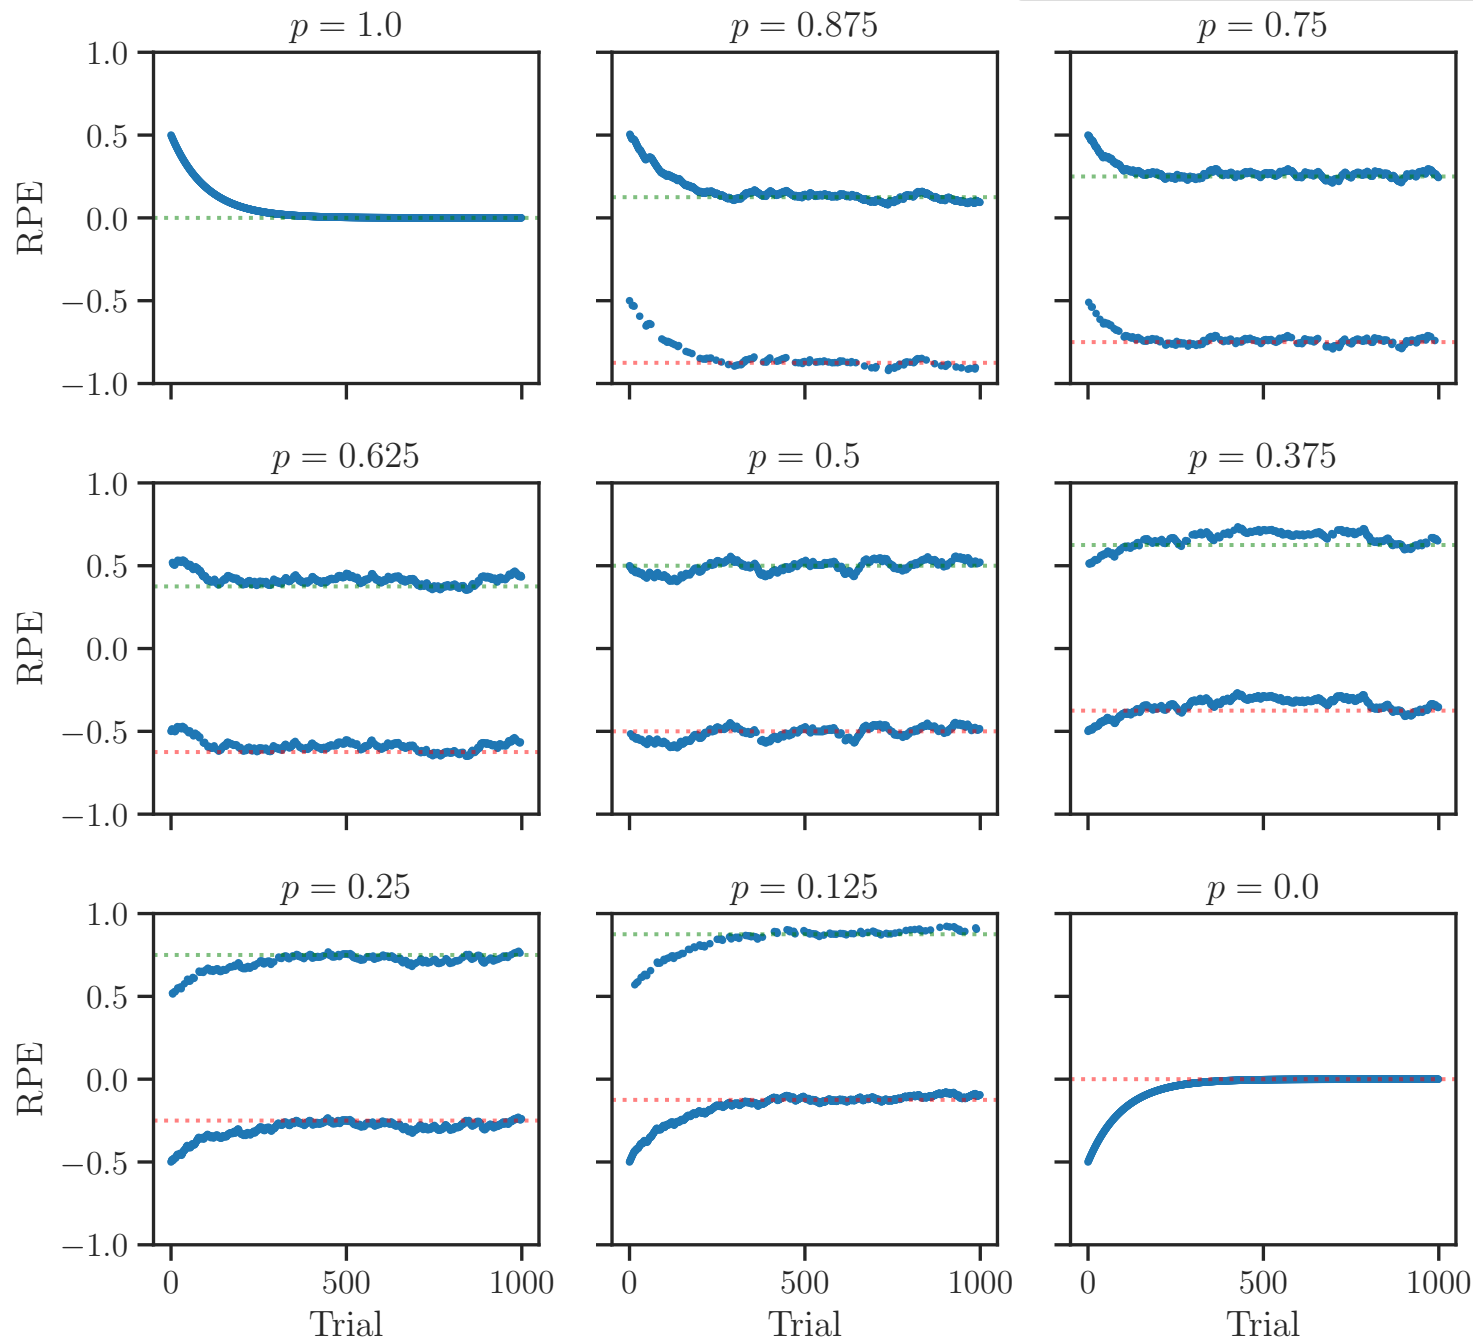 p = 1.0
p = 0.875
p = 0.75
1.0
0.5
0.0
−0.5
−1.0
RPE
p = 0.625
p = 0.5
p = 0.375
1.0
0.5
0.0
−0.5
−1.0
RPE
p = 0.25
p = 0.125
p = 0.0
1.0
0.5
0.0
−0.5
−1.0
RPE
0 500 1000
0 500 1000
0 500 1000
Trial
Trial
Trial